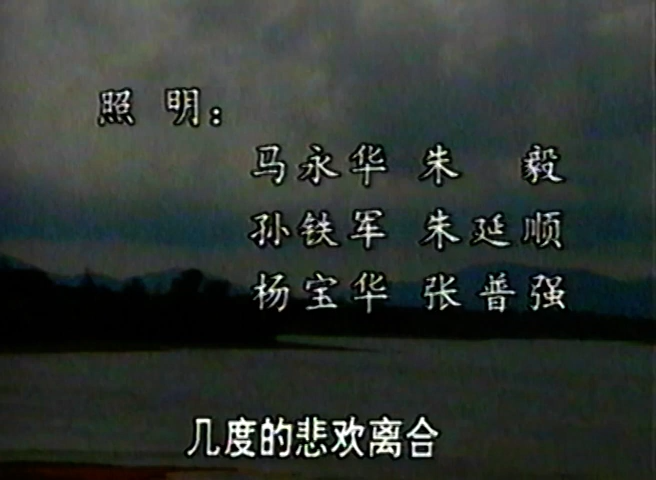 照 明：
马永华 朱 毅
孙铁军 朱延顺
杨宝华 张普强
几度的悲欢离合